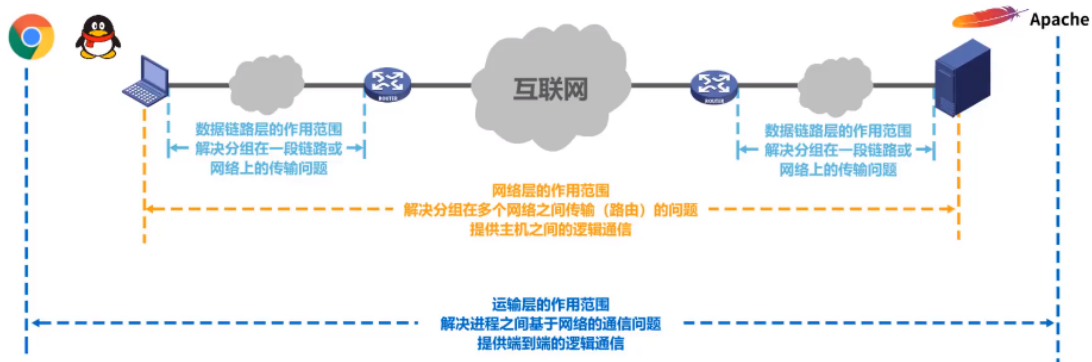 Apache
互联网
ROUTER
ROUTER
数据链路层的作用范围
解决分组在一段链路或
网络上的传输问题
数据链路层的作用范围
解决分组在一段链路或
网络上的传输问题
网络层的作用范围
解决分组在多个网络之间传输（路由）的问题
提供主机之间的逻辑通信
运输层的作用范围
解决进程之间基于网络的通信问题
提供端到端的逻辑通信